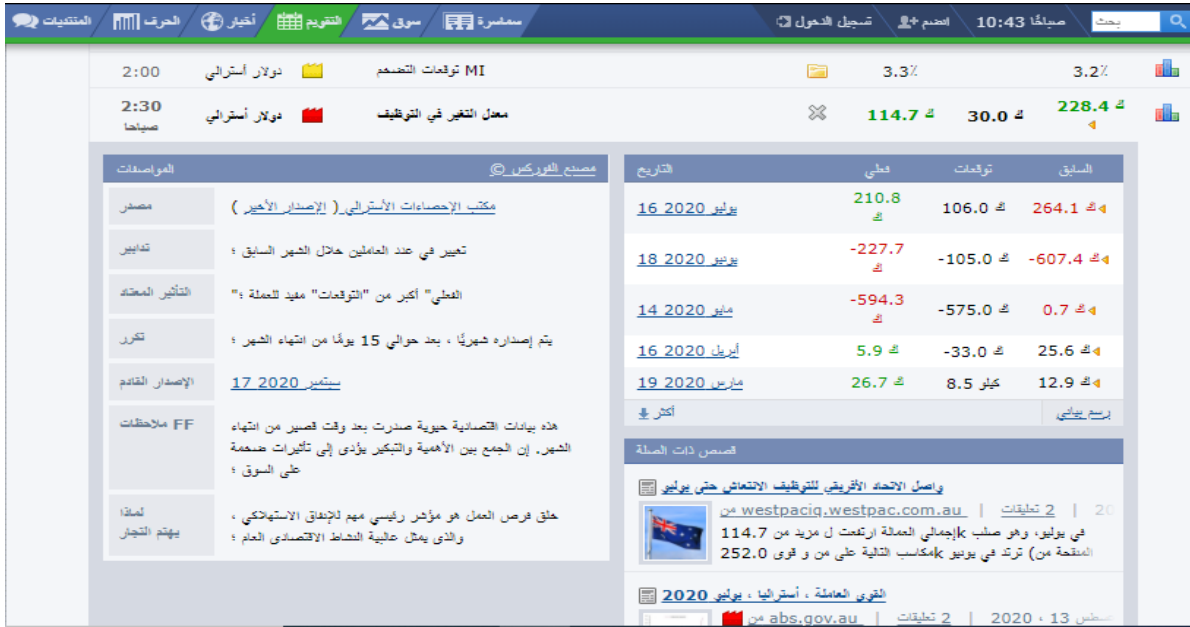 بحث
صباحًا 10:43
انضم
تسجيل الدخول
سمسرة
سوق
التقويم
أخبار
الحرف
المنتديات
2:00 دولار أسترالي MI توقعات التضخم 3.3٪ 3.2٪
2:30 صباحا دولار أسترالي معدل التغير في التوظيف 114.7 ك 30.0 ك 228.4 ك
المواصفات مصنع الفوركس ©
مصدر مكتب الإحصاءات الأسترالي ( الإصدار الأخير )
تدابير تغيير في عدد العاملين خلال الشهر السابق ؛
التأثير المعتاد "الفعلي" أكبر من "التوقعات" مفيد للعملة ؛
تكرر يتم إصداره شهريًا ، بعد حوالي 15 يومًا من انتهاء الشهر ؛
الإصدار القادم سبتمبر 2020 17
FF ملاحظات هذه بيانات اقتصادية حيوية صدرت بعد وقت قصير من انتهاء
الشهر. إن الجمع بين الأهمية والتبكير يؤدى إلى تأثيرات ضخمة
على السوق ؛
لماذا يهتم التجار خلق فرص العمل هو مؤشر رئيسي مهم للإنفاق الاستهلاكي ،
والذى يمثل غالبية النشاط الاقتصادى العام ؛
التاريخ فعلي توقعات السابق
يوليو 2020 16 210.8 ك 106.0 ك 264.1 ك
يونيو 2020 18 -227.7 ك -105.0 ك -607.4 ك
مايو 2020 14 -594.3 ك -575.0 ك 0.7 ك
أبريل 2020 16 5.9 ك -33.0 ك 25.6 ك
مارس 2020 19 26.7 ك 8.5 كيلو 12.9 ك
أكثر رسم بياني
قصص ذات الصلة
واصل الاتحاد الأفريقي للتوظيف الانتعاش حتى يوليو
من westpaciq.westpac.com.au | 2 تعليقات | 20
في يوليو، وهو صلب kإجمالي العمالة ارتفعت ل مزيد من 114.7
المنقحة من) ترتد في يونيو kمكاسب التالية على من و قوى 252.0
القوى العاملة ، أستراليا ، يوليو 2020
من abs.gov.au | 2 تعليقات | 2020 ، 13